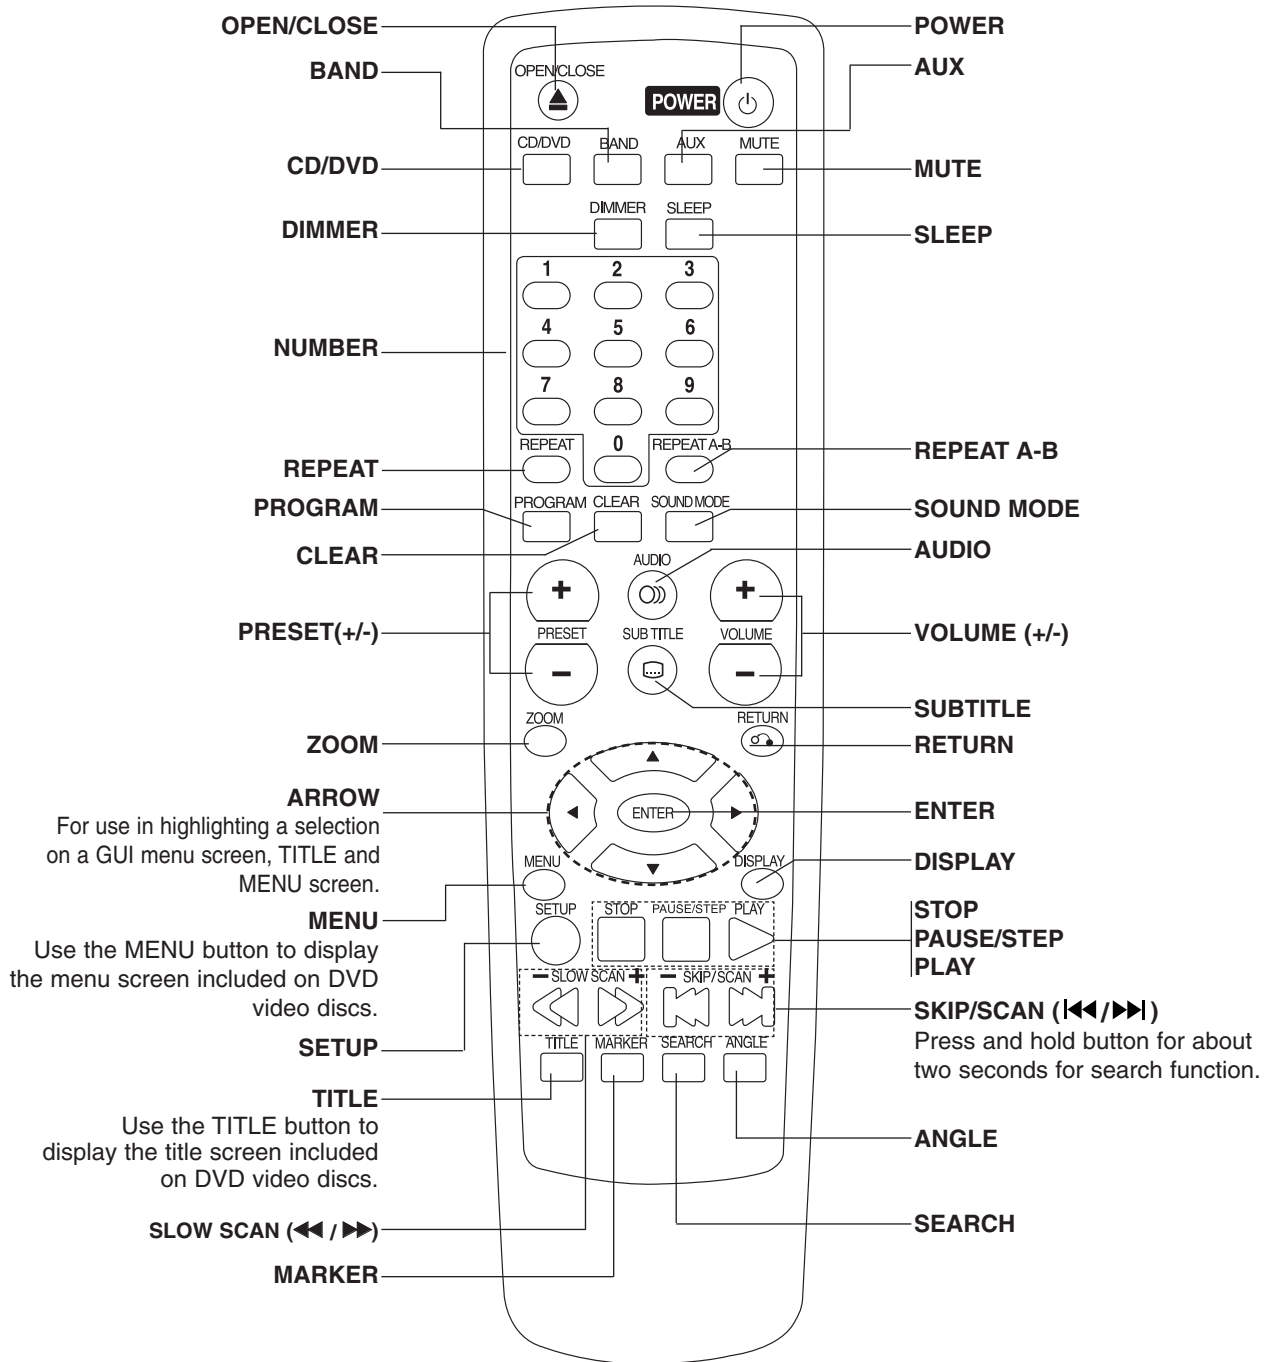 OPEN/CLOSE
BAND
CD/DVD
DIMMER
NUMBER
REPEAT
PROGRAM
CLEAR
PRESET(+/-)
ZOOM
ARROW
For use in highlighting a selection
on a GUI menu screen, TITLE and
MENU screen.
MENU
Use the MENU button to display
the menu screen included on DVD
video discs.
SETUP
TITLE
Use the TITLE button to
display the title screen included
on DVD video discs.
SLOW SCAN (◀◀ / ▶▶)
MARKER
OPEN/CLOSE
POWER
CD/DVD BAND AUX MUTE
DIMMER SLEEP
1 2 3
4 5 6
7 8 9
REPEAT 0 REPEAT A-B
PROGRAM CLEAR SOUND MODE
AUDIO
+ +
PRESET SUB TITLE VOLUME
– –
ZOOM RETURN
ENTER
MENU DISPLAY
SETUP STOP PAUSE/STEP PLAY
– SLOW SCAN + – SKIP/SCAN +
TITLE MARKER SEARCH ANGLE
POWER
AUX
MUTE
SLEEP
REPEAT A-B
SOUND MODE
AUDIO
VOLUME (+/-)
SUBTITLE
RETURN
ENTER
DISPLAY
STOP
PAUSE/STEP
PLAY
SKIP/SCAN (|◀◀ / ▶▶|)
Press and hold button for about
two seconds for search function.
ANGLE
SEARCH